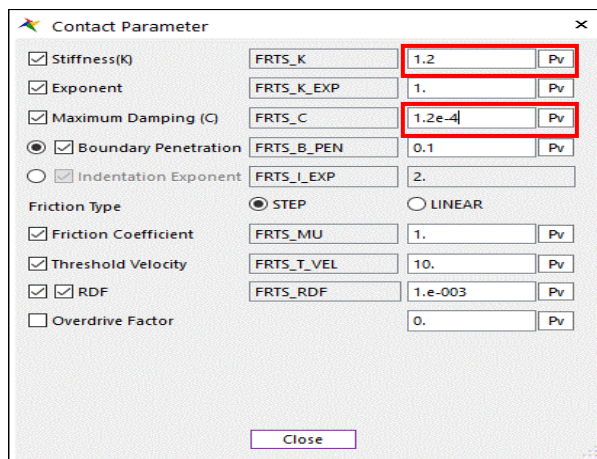 Contact Parameter
Stiffness(K) FRTS_K 1.2 Pv
Exponent FRTS_K_EXP 1. Pv
Maximum Damping (C) FRTS_C 1.2e-4 Pv
Boundary Penetration FRTS_B_PEN 0.1 Pv
Indentation Exponent FRTS_I_EXP 2.
Friction Type STEP LINEAR
Friction Coefficient FRTS_MU 1. Pv
Threshold Velocity FRTS_T_VEL 10. Pv
RDF FRTS_RDF 1.e-003 Pv
Overdrive Factor 0. Pv
Close